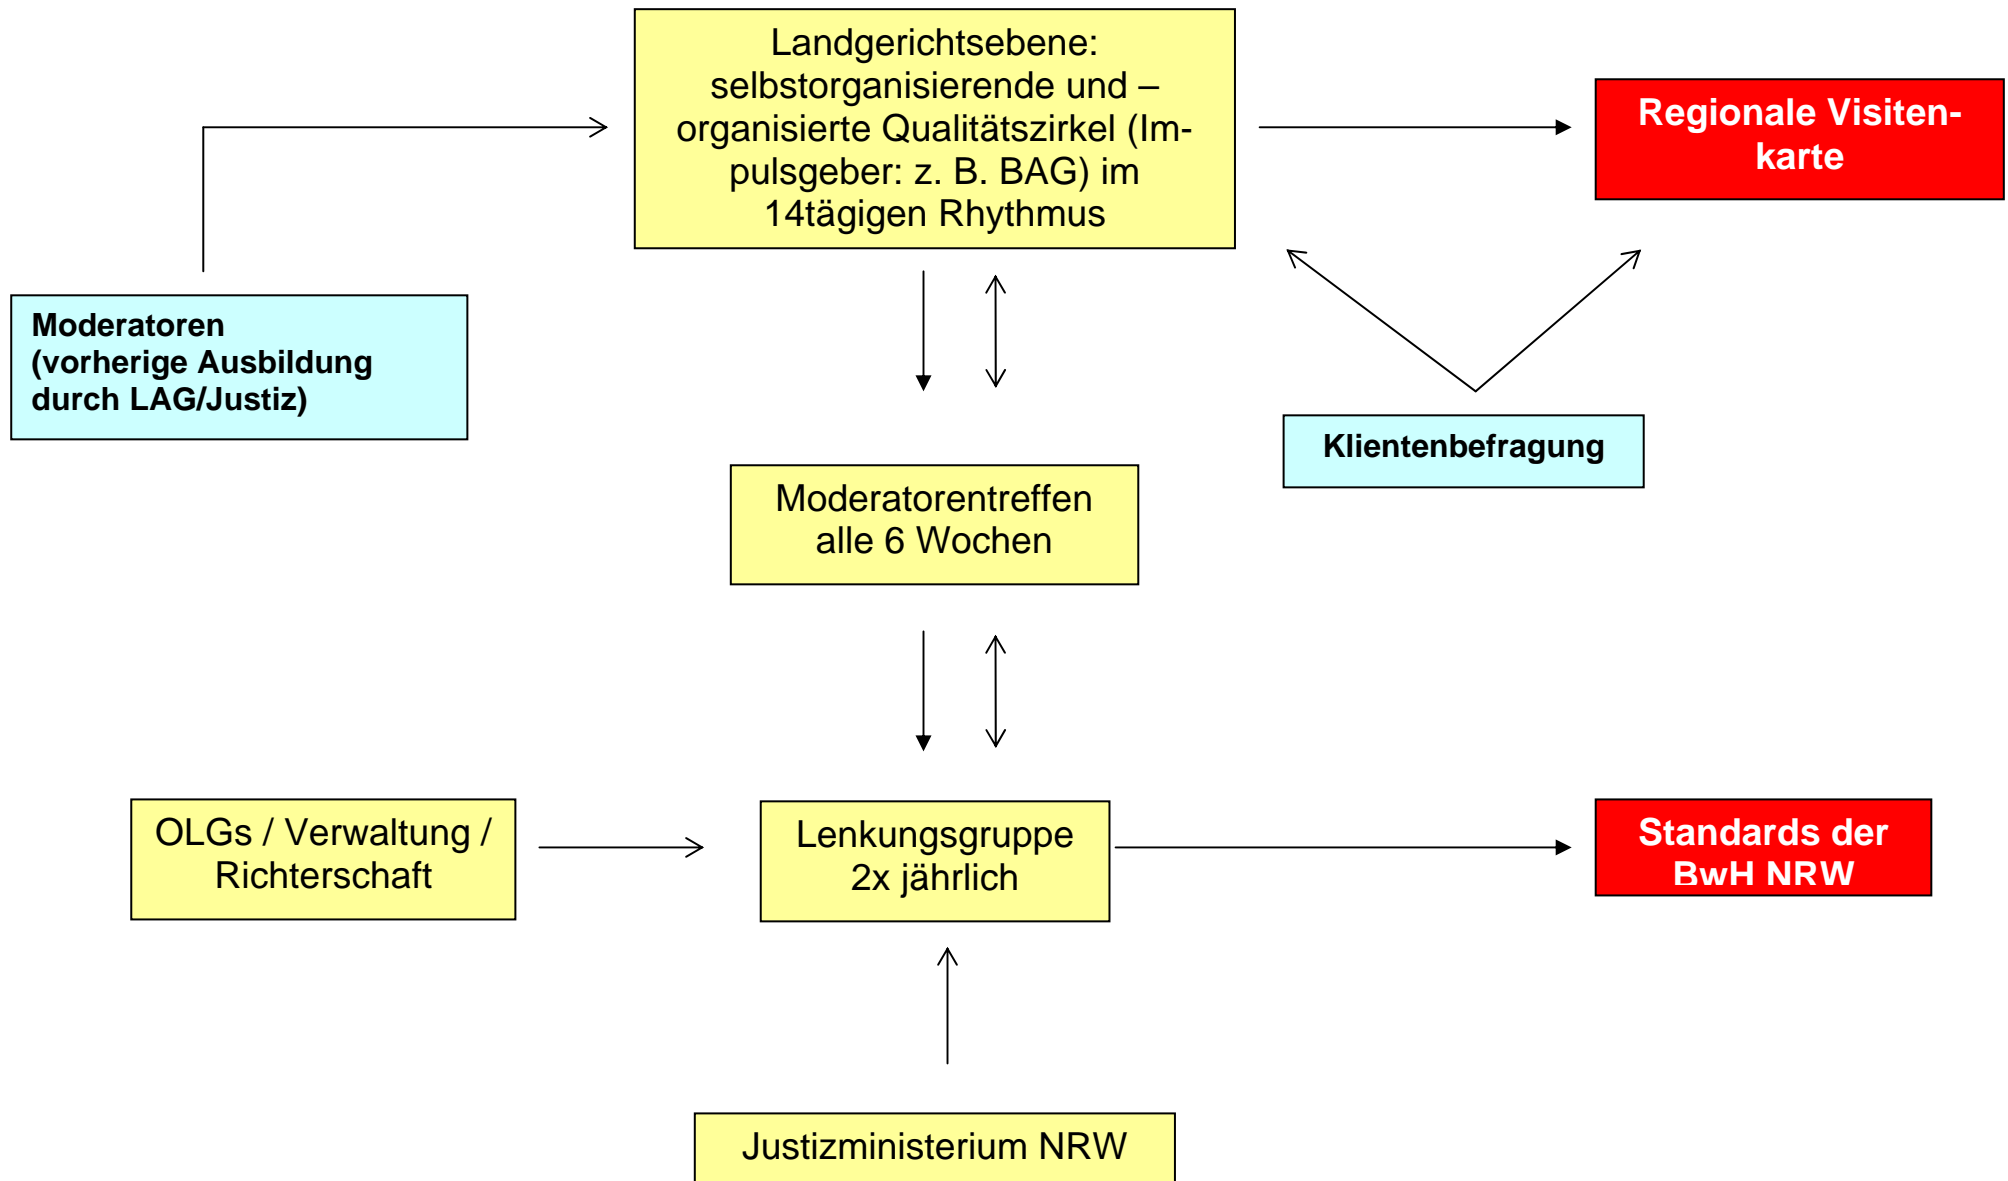 Landgerichtsebene:
selbstorganisierende und –
organisierte Qualitätszirkel (Im-
pulsgeber: z. B. BAG) im
14tägigen Rhythmus
Regionale Visiten-
karte
Moderatoren
(vorherige Ausbildung
durch LAG/Justiz)
Klientenbefragung
Moderatorentreffen
alle 6 Wochen
OLGs / Verwaltung /
Richterschaft
Lenkungsgruppe
2x jährlich
Standards der
BwH NRW
Justizministerium NRW